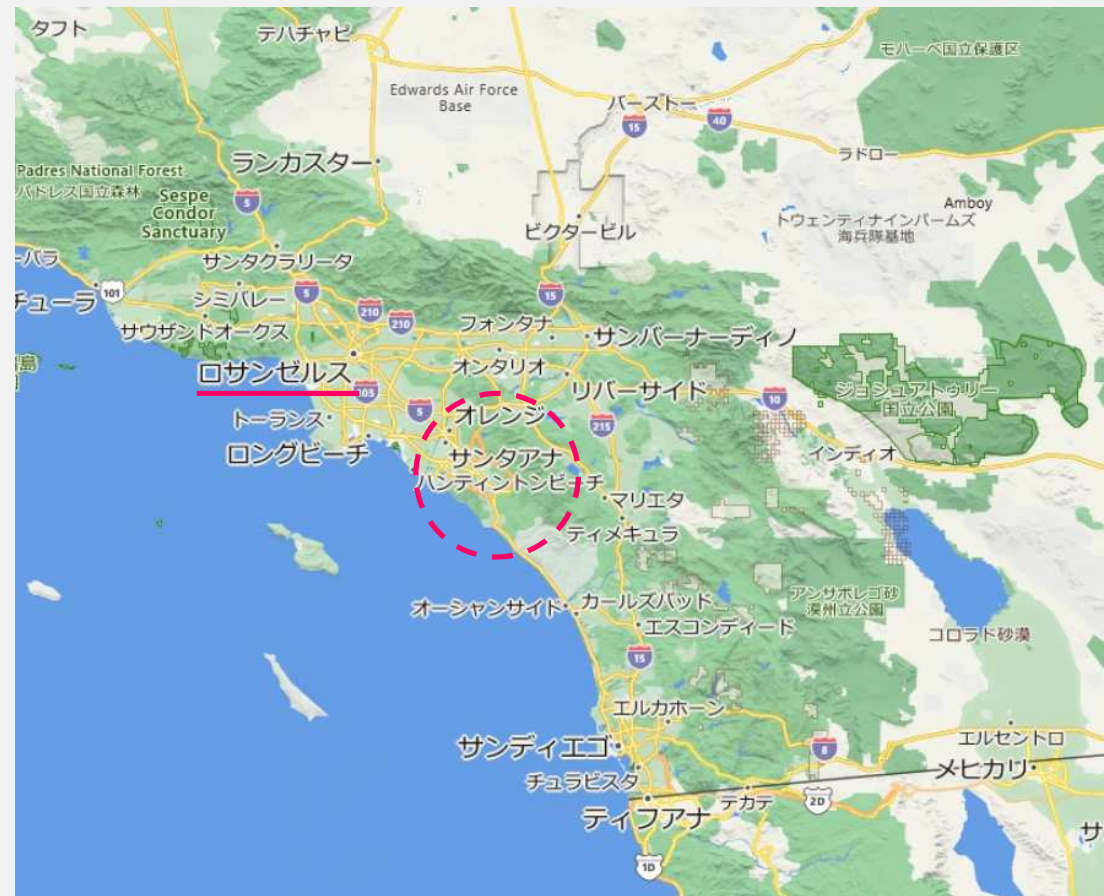 タフト
テハチャピ
モハーベ国立保護区
Edwards Air Force
Base
バーストー
15
40
ラドロー
ランカスター
Padres National Forest
パドレス国立森林
Sespe
Condor
Sanctuary
5
Amboy
トウェンティナインパームズ
海兵隊基地
ビクタービル
ーバラ
サンタクラリータ
チューラ
101
シミバレー
5
15
210
210
サウザンドオークス
フォンタナ
サンバーナーディノ
島
ロサンゼルス
オンタリオ
リバーサイド
405
5
10
ジョシュアトゥリー
国立公園
トーランス
オレンジ
215
ロングビーチ
サンタアナ
インディオ
ハンティントンビーチ
マリエタ
ティメキュラ
アンサボレゴ砂
漠州立公園
オーシャンサイド
カールズバッド
エスコンディード
コロラド砂漠
15
エルカホーン
サンディエゴ
8
エルセントロ
チュラビスタ
メヒカリ
ティフアナ
テカテ
2D
サ
1D